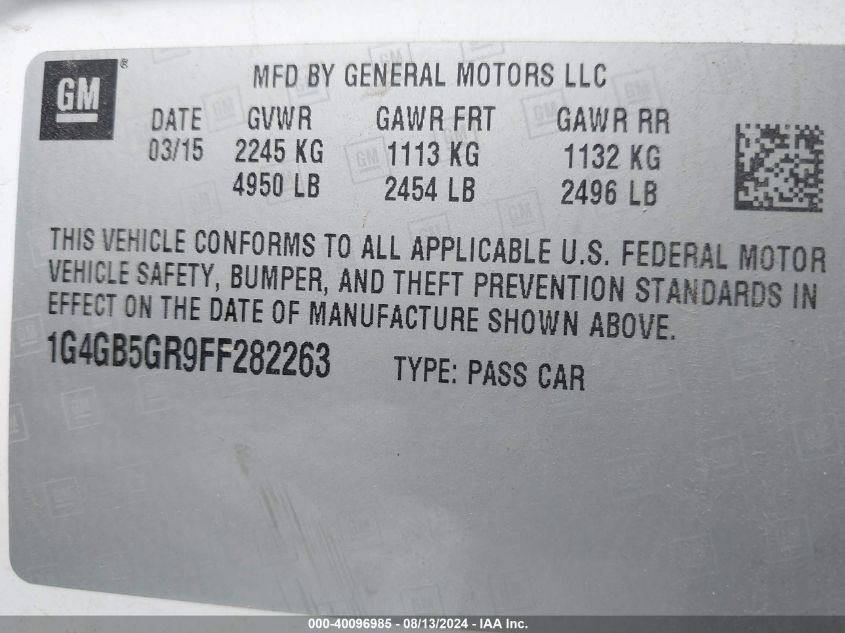 GM ®
MFD BY GENERAL MOTORS LLC
DATE GVWR GAWR FRT GAWR RR
03/15 2245 KG 1113 KG 1132 KG
4950 LB 2454 LB 2496 LB
THIS VEHICLE CONFORMS TO ALL APPLICABLE U.S. FEDERAL MOTOR
VEHICLE SAFETY, BUMPER, AND THEFT PREVENTION STANDARDS IN
EFFECT ON THE DATE OF MANUFACTURE SHOWN ABOVE.
1G4GB5GR9FF282263 TYPE: PASS CAR
000-40096985 - 08/13/2024 - IAA Inc.